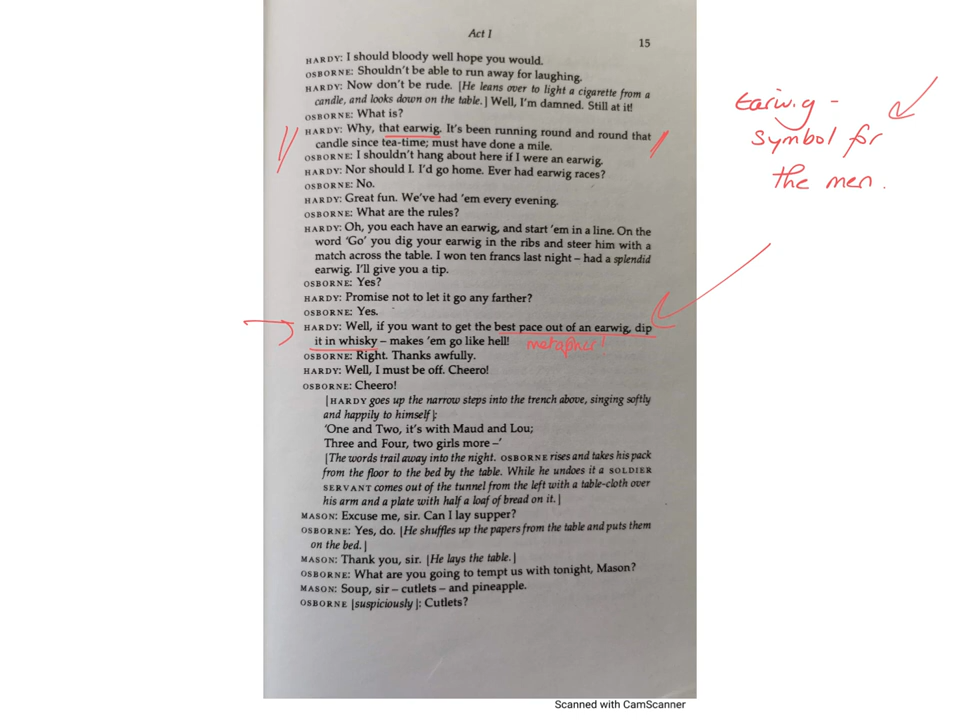 Act I
15
HARDY: I should bloody well hope you would.
OSBORNE: Shouldn't be able to run away for laughing.
HARDY: Now don't be rude. [He leans over to light a cigarette from a
candle, and looks down on the table.] Well, I'm damned. Still at it!
OSBORNE: What is?
HARDY: Why, that earwig. It's been running round and round that
candle since tea-time; must have done a mile.
OSBORNE: I shouldn't hang about here if I were an earwig.
HARDY: Nor should I. I'd go home. Ever had earwig races?
OSBORNE: No.
HARDY: Great fun. We've had 'em every evening.
OSBORNE: What are the rules?
HARDY: Oh, you each have an earwig, and start 'em in a line. On the
word 'Go' you dig your earwig in the ribs and steer him with a
match across the table. I won ten francs last night – had a splendid
earwig. I'll give you a tip.
OSBORNE: Yes?
HARDY: Promise not to let it go any farther?
OSBORNE: Yes.
HARDY: Well, if you want to get the best pace out of an earwig, dip
it in whisky – makes 'em go like hell!
metaphor!
OSBORNE: Right. Thanks awfully.
HARDY: Well, I must be off. Cheero!
OSBORNE: Cheero!
[HARDY goes up the narrow steps into the trench above, singing softly
and happily to himself]:
'One and Two, it's with Maud and Lou;
Three and Four, two girls more –'
[The words trail away into the night. OSBORNE rises and takes his pack
from the floor to the bed by the table. While he undoes it a SOLDIER
SERVANT comes out of the tunnel from the left with a table-cloth over
his arm and a plate with half a loaf of bread on it.]
MASON: Excuse me, sir. Can I lay supper?
OSBORNE: Yes, do. [He shuffles up the papers from the table and puts them
on the bed.]
MASON: Thank you, sir. [He lays the table.]
OSBORNE: What are you going to tempt us with tonight, Mason?
MASON: Soup, sir – cutlets – and pineapple.
OSBORNE [suspiciously]: Cutlets?
Earwig -
symbol for
the men.
Scanned with CamScanner